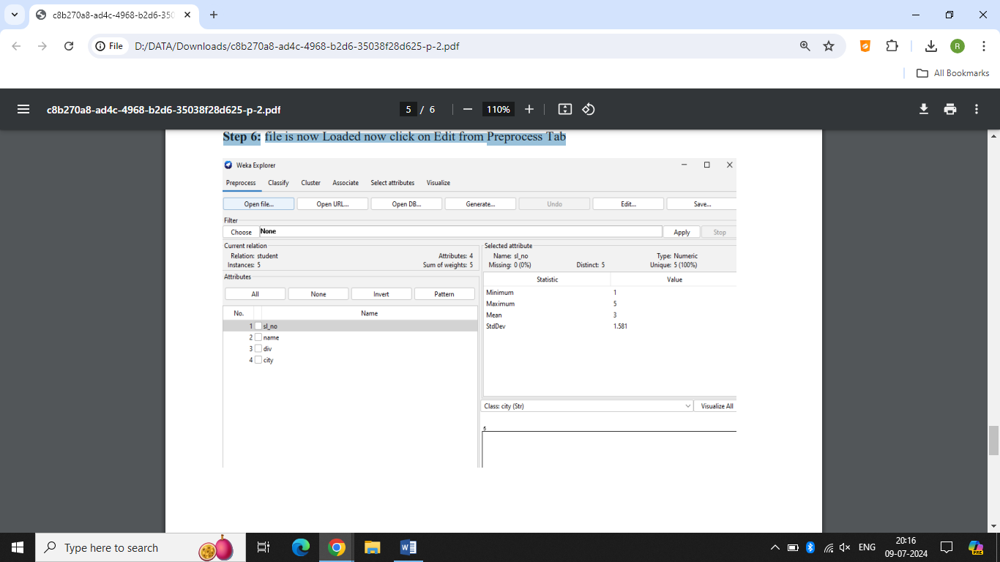 c8b270a8-ad4c-4968-b2d6-350
File
D:/DATA/Downloads/c8b270a8-ad4c-4968-b2d6-35038f28d625-p-2.pdf
R
All Bookmarks
c8b270a8-ad4c-4968-b2d6-35038f28d625-p-2.pdf
5 / 6
110%
Step 6: file is now Loaded now click on Edit from Preprocess Tab
Weka Explorer
Preprocess Classify Cluster Associate Select attributes Visualize
Open file... Open URL... Open DB... Generate... Undo Edit... Save...
Filter
Choose None Apply Stop
Current relation
Relation: student Attributes: 4
Instances: 5 Sum of weights: 5
Selected attribute
Name: sl_no Type: Numeric
Missing: 0 (0%) Distinct: 5 Unique: 5 (100%)
Attributes
All None Invert Pattern
No. Name
1 sl_no
2 name
3 div
4 city
Statistic Value
Minimum 1
Maximum 5
Mean 3
StdDev 1.581
Class: city (Str) Visualize All
5
Type here to search
W
ENG
20:16
09-07-2024
PRE